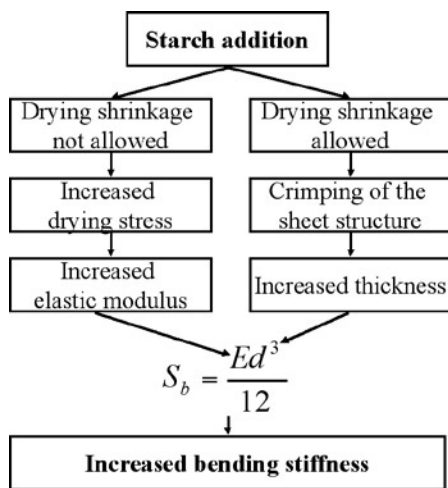 Starch addition
Drying shrinkage
not allowed
Drying shrinkage
allowed
Increased
drying stress
Crimping of the
sheet structure
Increased
elastic modulus
Increased thickness
S_b = Ed^3/12
Increased bending stiffness